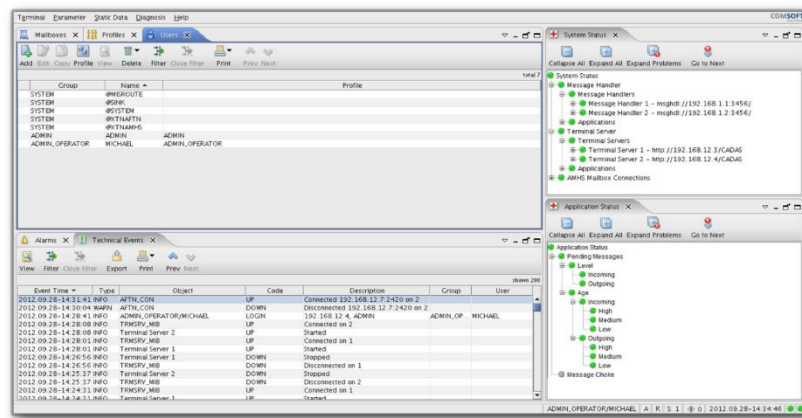 Terminal Parameter Static Data Diagnosis Help
COMSOFT
Mailboxes Profiles Users
Add Edit Copy Profile View Delete Filter Close Filter Print Prev Next
total 7
Group Name Profile
SYSTEM @MISROUTE
SYSTEM @SINK
SYSTEM @SYSTEM
SYSTEM @XTNAFTN
SYSTEM @XTNAMHS
ADMIN ADMIN ADMIN
ADMIN_OPERATOR MICHAEL ADMIN_OPERATOR
Alarms Technical Events
View Filter Close Filter Export Print Prev Next
shown 290
Event Time Type Object Code Description Group User
2012.09.28-14:31:41 INFO AFTN_CON UP Connected 192.168.12.7:2420 on 2
2012.09.28-14:30:04 WARN AFTN_CON DOWN Disconnected 192.168.12.7:2420 on 2
2012.09.28-14:28:41 INFO ADMIN_OPERATOR/MICHAEL LOGIN 192.168.12.4, ADMIN ADMIN_OP... MICHAEL
2012.09.28-14:28:08 INFO TRMSRV_MIB UP Connected on 2
2012.09.28-14:28:08 INFO Terminal Server 2 UP Started
2012.09.28-14:28:01 INFO TRMSRV_MIB UP Connected on 1
2012.09.28-14:28:01 INFO Terminal Server 1 UP Started
2012.09.28-14:26:56 INFO Terminal Server 1 DOWN Stopped
2012.09.28-14:26:56 INFO TRMSRV_MIB DOWN Disconnected on 1
2012.09.28-14:25:37 INFO Terminal Server 2 DOWN Stopped
2012.09.28-14:25:37 INFO TRMSRV_MIB DOWN Disconnected on 2
2012.09.28-14:24:31 INFO TRMSRV_MIB UP Connected on 1
2012.09.28-14:24:31 INFO Terminal Server 1 UP Started
System Status
Collapse All Expand All Expand Problems Go to Next
System Status
Message Handler
Message Handlers
Message Handler 1 - msghdl://192.168.1.1:3456/
Message Handler 2 - msghdl://192.168.1.2:3456/
Applications
Terminal Server
Terminal Servers
Terminal Server 1 - http://192.168.12.3/CADAS
Terminal Server 2 - http://192.168.12.4/CADAS
Applications
AMHS Mailbox Connections
Application Status
Collapse All Expand All Expand Problems Go to Next
Application Status
Pending Messages
Level
Incoming
Outgoing
Age
Incoming
High
Medium
Low
Outgoing
High
Medium
Low
Message Choke
ADMIN_OPERATOR/MICHAEL A R S: 1 0 2012.09.28-14:34:46